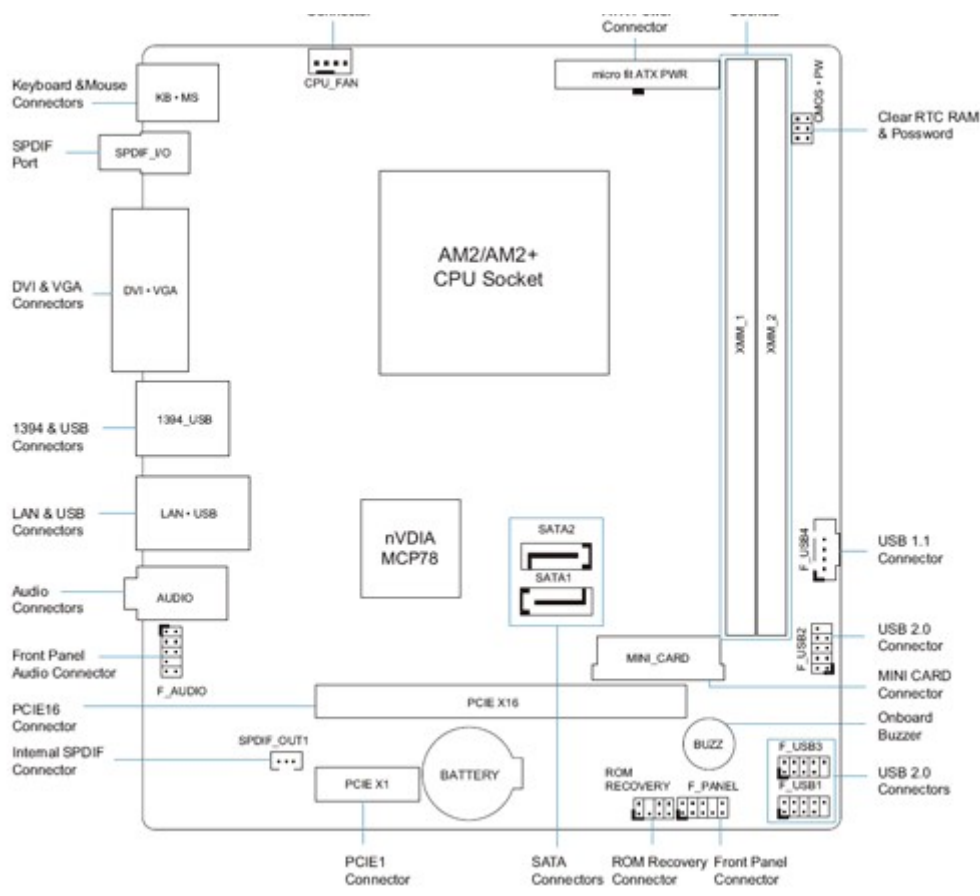 Connector
Connector
Sockets
CPU_FAN
micro fit ATX PWR
CMOS • PW
Keyboard &Mouse
Connectors
KB • MS
Clear RTC RAM
& Possword
SPDIF
Port
SPDIF_I/O
AM2/AM2+
CPU Socket
DVI & VGA
Connectors
DVI • VGA
XMM_1
XMM_2
1394 & USB
Connectors
1394_USB
LAN & USB
Connectors
LAN • USB
nVDIA
MCP78
SATA2
SATA1
F_USB4
USB 1.1
Connector
Audio
Connectors
AUDIO
F_USB2
USB 2.0
Connector
Front Panel
Audio Connector
F_AUDIO
MINI_CARD
MINI CARD
Connector
PCIE16
Connector
PCIE X16
Onboard
Buzzer
BUZZ
Internal SPDIF
Connector
SPDIF_OUT1
PCIE X1
BATTERY
ROM
RECOVERY
F_PANEL
F_USB3
F_USB1
USB 2.0
Connectors
PCIE1
Connector
SATA
Connectors
ROM Recovery
Connector
Front Panel
Connector